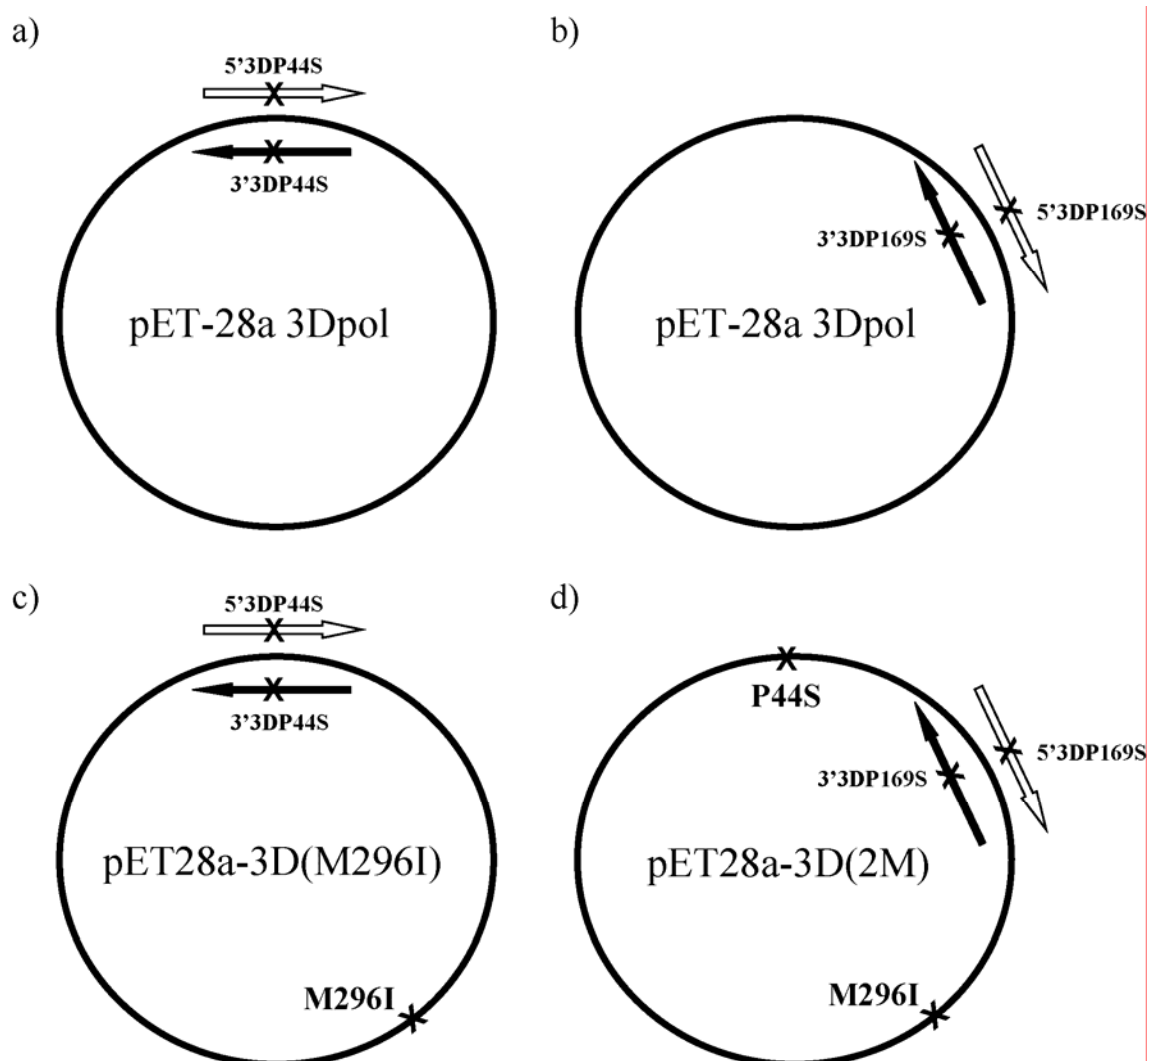 a)
5'3DP44S
3'3DP44S
pET-28a 3Dpol
b)
5'3DP169S
3'3DP169S
pET-28a 3Dpol
c)
5'3DP44S
3'3DP44S
pET28a-3D(M296I)
M296I
d)
P44S
5'3DP169S
3'3DP169S
pET28a-3D(2M)
M296I